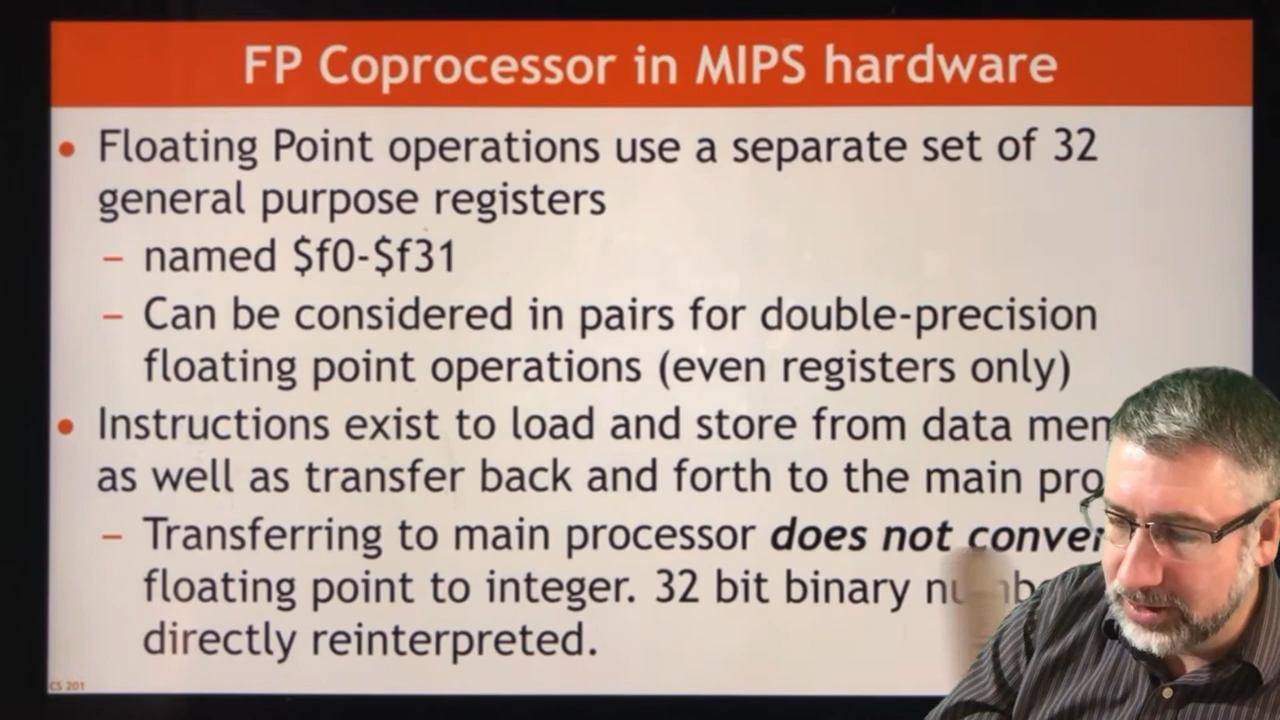 FP Coprocessor in MIPS hardware
• Floating Point operations use a separate set of 32
general purpose registers
– named $f0-$f31
– Can be considered in pairs for double-precision
floating point operations (even registers only)
• Instructions exist to load and store from data
as well as transfer back and forth to the main
– Transferring to main processor does not
floating point to integer. 32 bit binary
directly reinterpreted.
CS 201